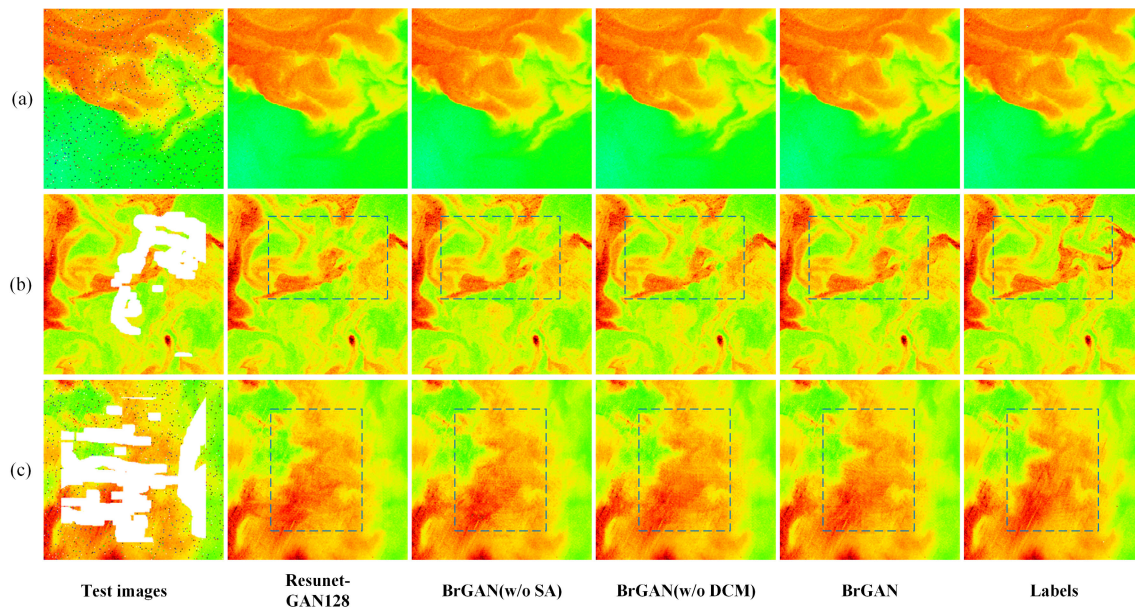 (a)
(b)
(c)
Test images
Resunet-
GAN128
BrGAN(w/o SA)
BrGAN(w/o DCM)
BrGAN
Labels